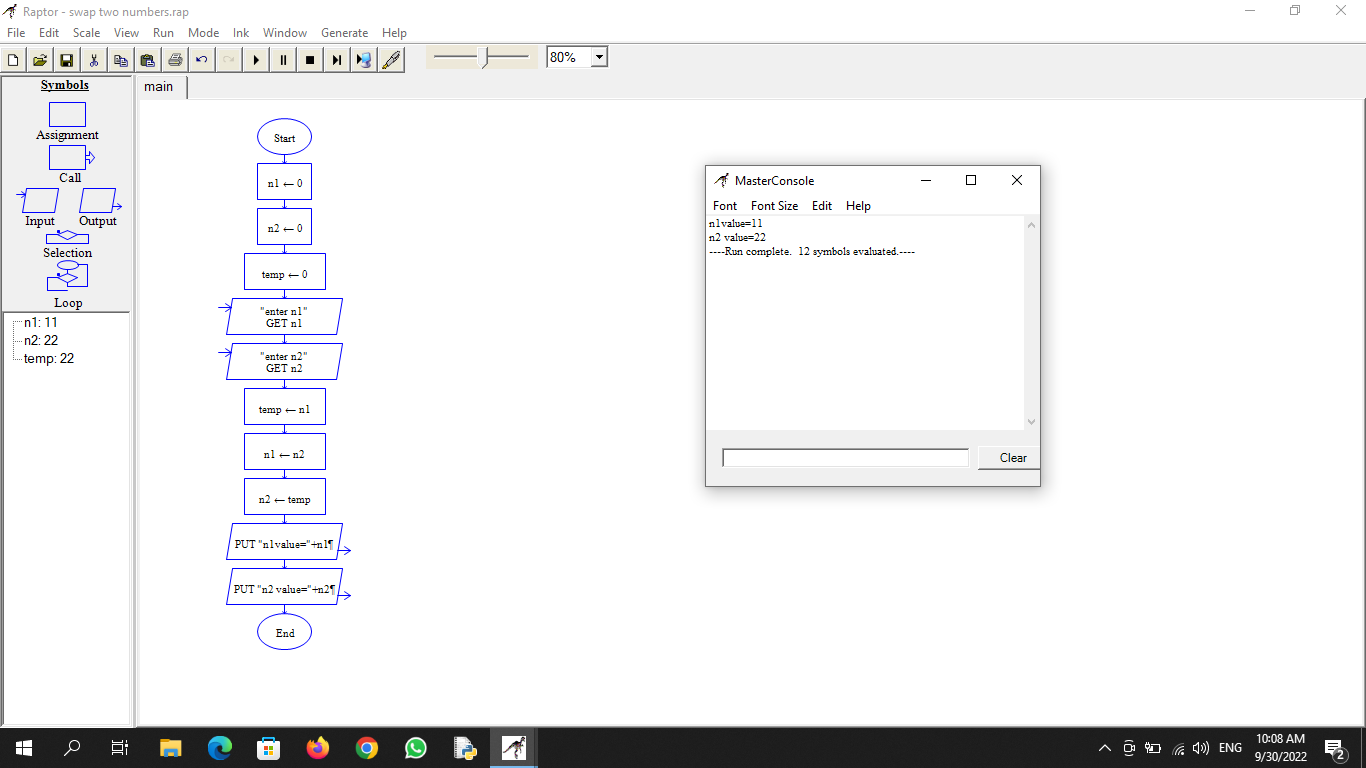 Raptor - swap two numbers.rap
File Edit Scale View Run Mode Ink Window Generate Help
80%
Symbols
Assignment
Call
Input Output
Selection
Loop
n1: 11
n2: 22
temp: 22
main
Start
n1 ← 0
n2 ← 0
temp ← 0
"enter n1"
GET n1
"enter n2"
GET n2
temp ← n1
n1 ← n2
n2 ← temp
PUT "n1value="+n1¶
PUT "n2 value="+n2¶
End
MasterConsole
Font Font Size Edit Help
n1value=11
n2 value=22
----Run complete.  12 symbols evaluated.----
Clear
ENG
10:08 AM
9/30/2022
2